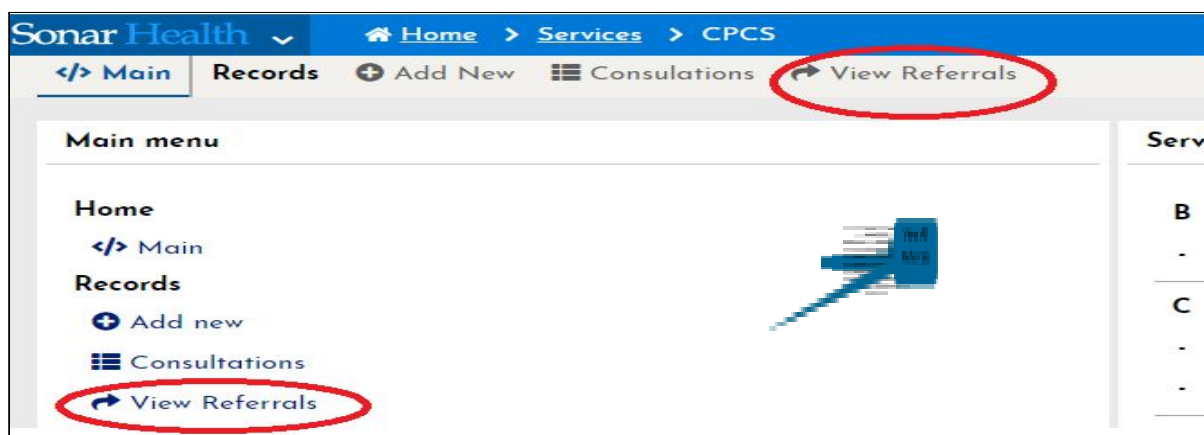 Sonar Health Home > Services > CPCS
</> Main Records Add New Consulations View Referrals
Main menu
Serv
Home
B
</> Main
-
Records
C
Add new
-
Consultations
-
View Referrals